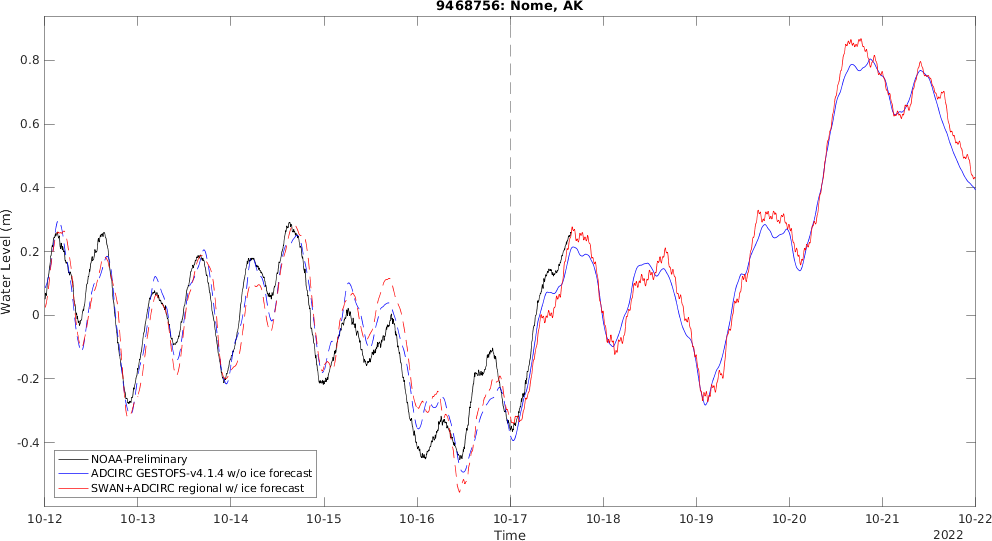 9468756: Nome, AK
Water Level (m)
0.8
0.6
0.4
0.2
0
-0.2
-0.4
NOAA-Preliminary
ADCIRC GESTOFS-v4.1.4 w/o ice forecast
SWAN+ADCIRC regional w/ ice forecast
10-12 10-13 10-14 10-15 10-16 10-17 10-18 10-19 10-20 10-21 10-22
Time
2022